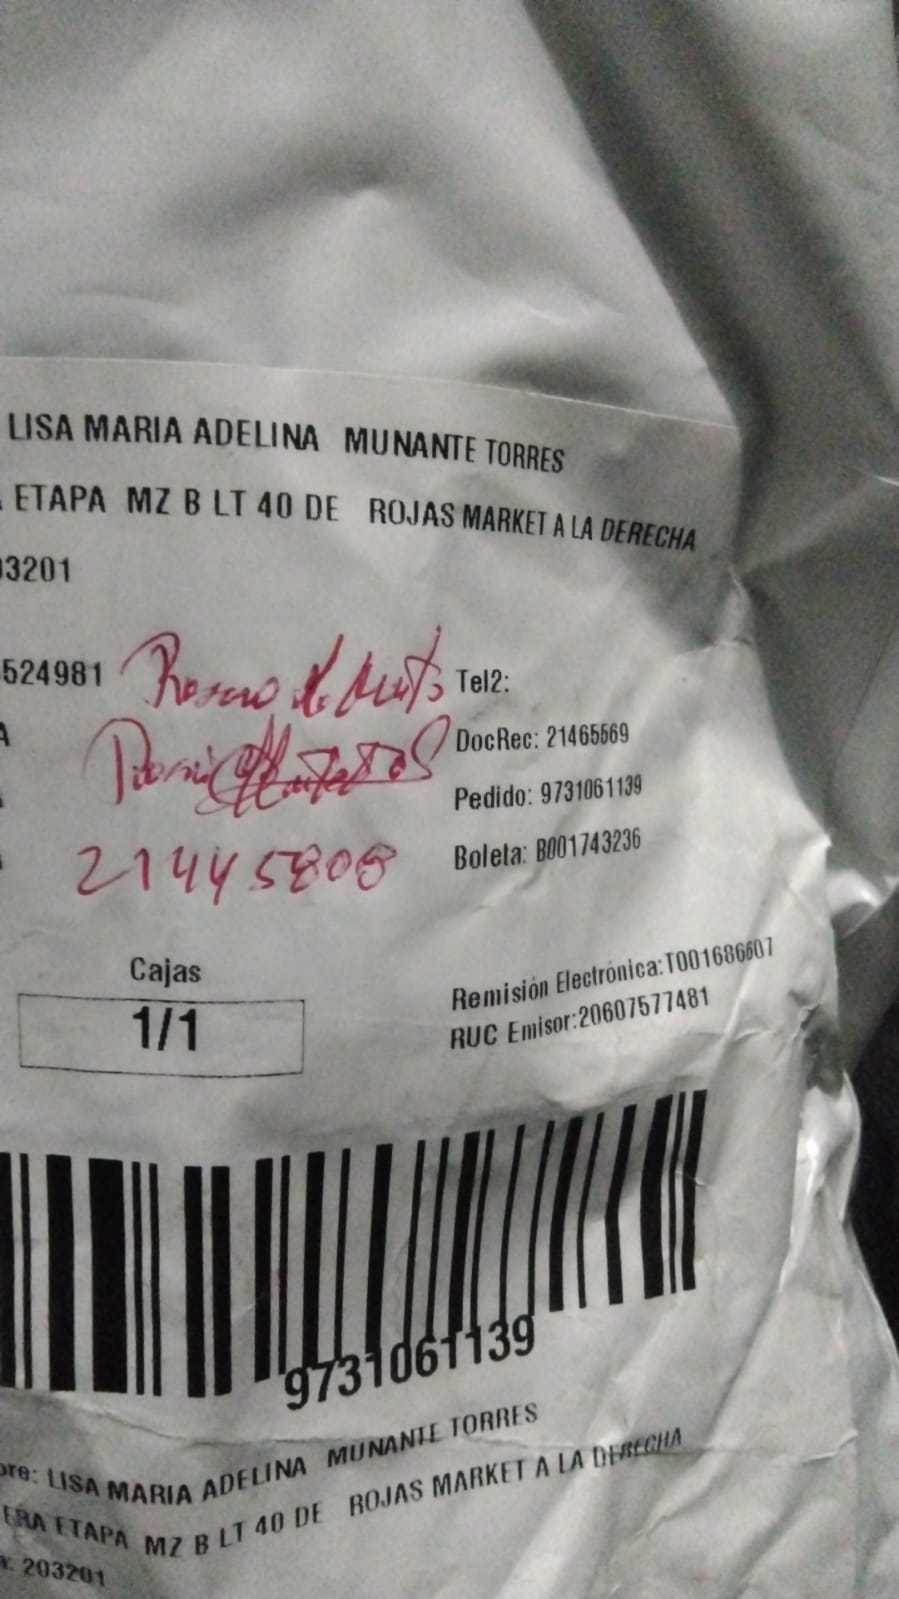 LISA MARIA ADELINA MUNANTE TORRES
ETAPA MZ B LT 40 DE ROJAS MARKET A LA DERECHA
03201
524981
Tel2:
A
DocRec: 21465569
Pedido: 9731061139
21445808
Boleta: B001743236
Cajas
1/1
Remisión Electrónica:T001686607
RUC Emisor:20607577481
9731061139
bre: LISA MARIA ADELINA MUNANTE TORRES
ERA ETAPA MZ B LT 40 DE ROJAS MARKET A LA DERECHA
a: 203201